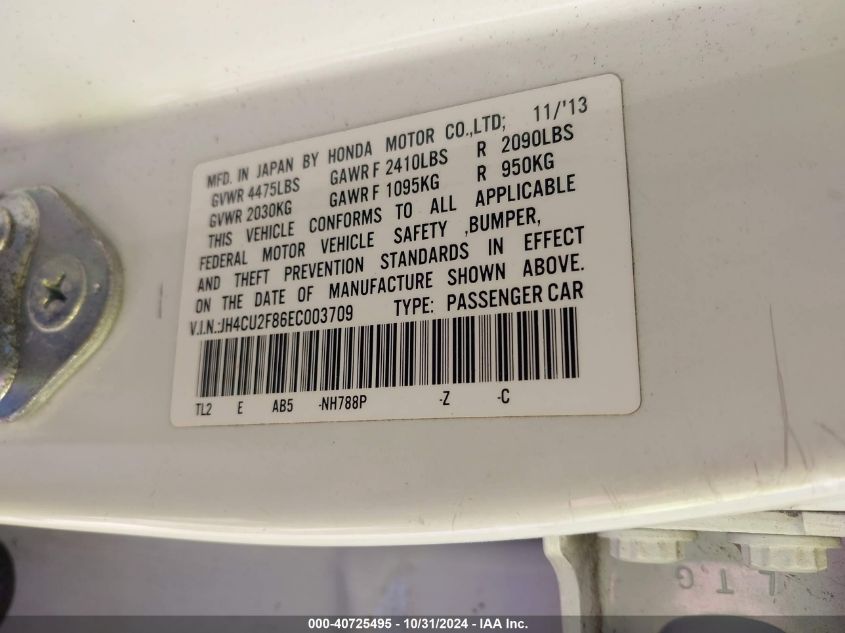 MFD. IN JAPAN BY HONDA MOTOR CO.,LTD; 11/'13
GVWR 4475LBS GAWR F 2410LBS R 2090LBS
GVWR 2030KG GAWR F 1095KG R 950KG
THIS VEHICLE CONFORMS TO ALL APPLICABLE
FEDERAL MOTOR VEHICLE SAFETY ,BUMPER,
AND THEFT PREVENTION STANDARDS IN EFFECT
ON THE DATE OF MANUFACTURE SHOWN ABOVE.
V.I.N.:JH4CU2F86EC003709 TYPE: PASSENGER CAR
TL2 E AB5 -NH788P -Z -C
L T G
000-40725495 - 10/31/2024 - IAA Inc.